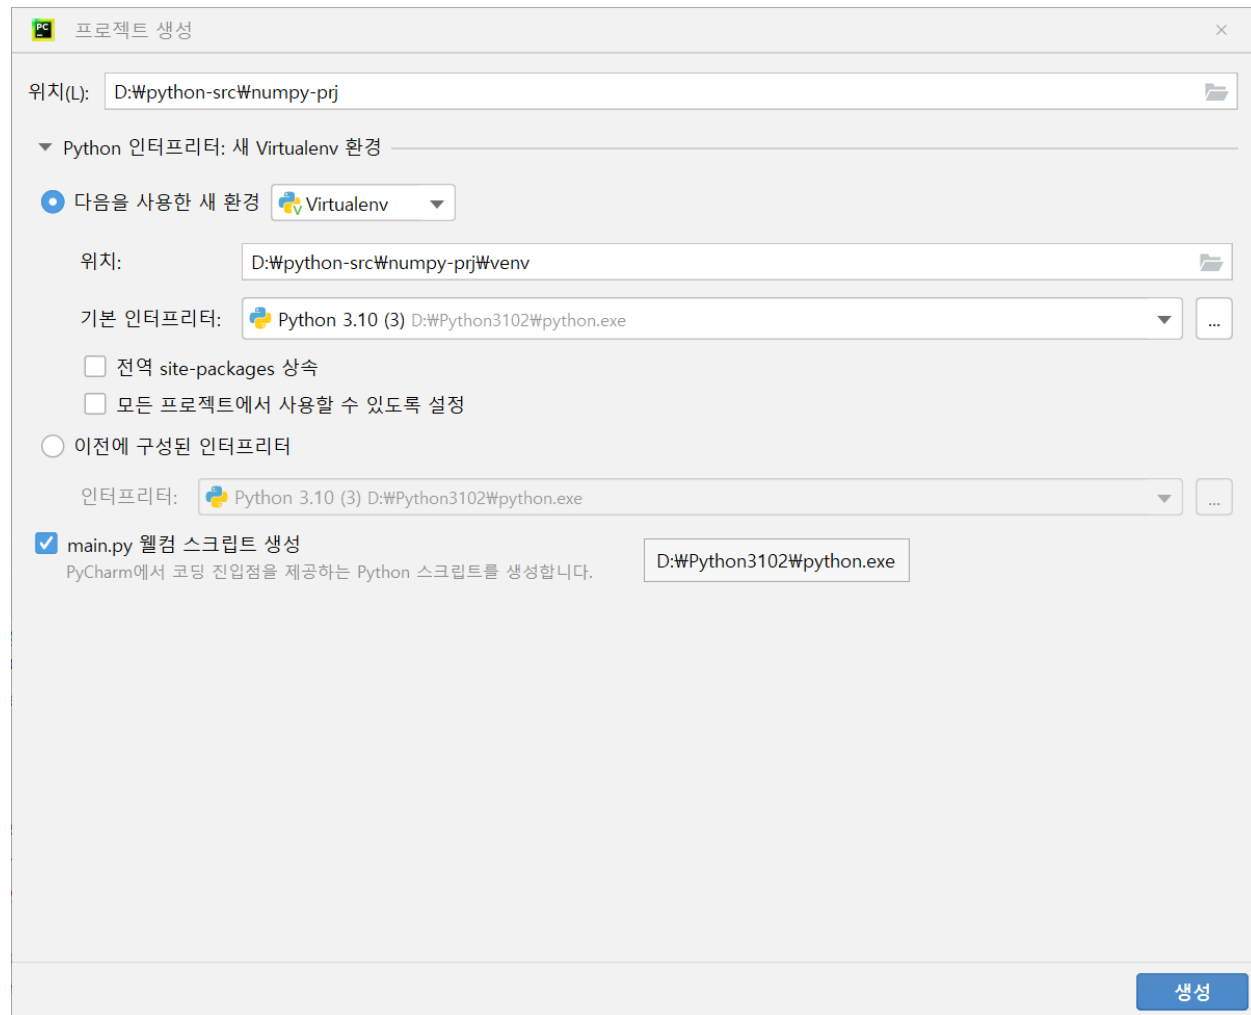 PC
프로젝트 생성
위치(L): D:₩python-src₩numpy-prj
Python 인터프리터: 새 Virtualenv 환경
다음을 사용한 새 환경 Virtualenv
위치: D:₩python-src₩numpy-prj₩venv
기본 인터프리터: Python 3.10 (3) D:₩Python3102₩python.exe ...
전역 site-packages 상속
모든 프로젝트에서 사용할 수 있도록 설정
이전에 구성된 인터프리터
인터프리터: Python 3.10 (3) D:₩Python3102₩python.exe ...
main.py 웰컴 스크립트 생성
PyCharm에서 코딩 진입점을 제공하는 Python 스크립트를 생성합니다.
D:₩Python3102₩python.exe
생성